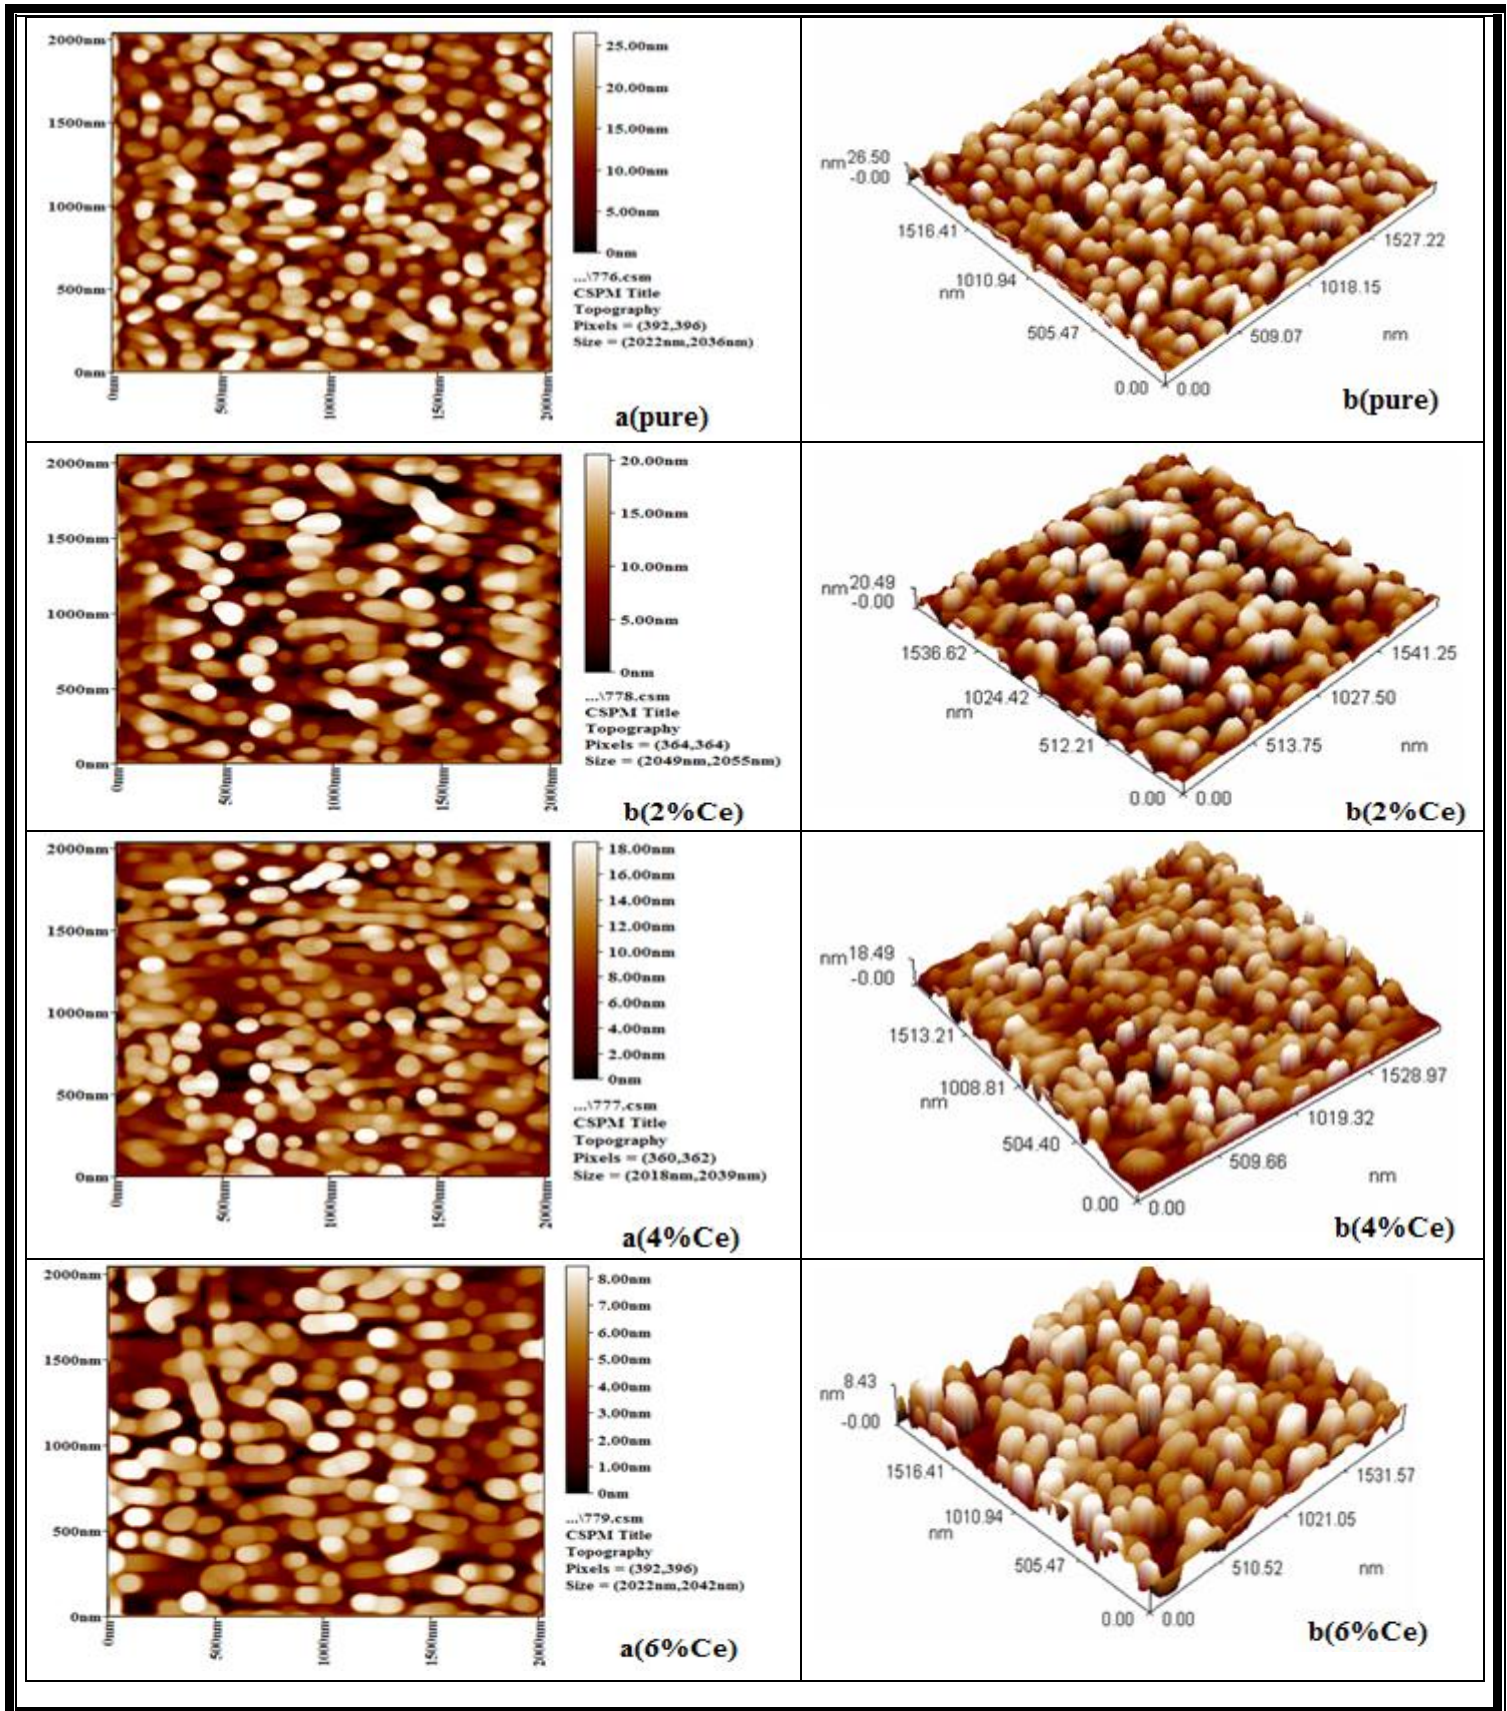 2000nm
1500nm
1000nm
500nm
0nm
0nm
500nm
1000nm
1500nm
2000nm
25.00nm
20.00nm
15.00nm
10.00nm
5.00nm
0nm
...\776.csm
CSPM Title
Topography
Pixels = (392,396)
Size = (2022nm,2036nm)
a(pure)
nm 26.50
-0.00
1516.41
1010.94
nm
505.47
0.00
0.00
509.07
1018.15
1527.22
nm
b(pure)
2000nm
1500nm
1000nm
500nm
0nm
0nm
500nm
1000nm
1500nm
2000nm
20.00nm
15.00nm
10.00nm
5.00nm
0nm
...\778.csm
CSPM Title
Topography
Pixels = (364,364)
Size = (2049nm,2055nm)
b(2%Ce)
nm 20.49
-0.00
1536.62
1024.42
nm
512.21
0.00
0.00
513.75
1027.50
1541.25
nm
b(2%Ce)
2000nm
1500nm
1000nm
500nm
0nm
0nm
500nm
1000nm
1500nm
2000nm
18.00nm
16.00nm
14.00nm
12.00nm
10.00nm
8.00nm
6.00nm
4.00nm
2.00nm
0nm
...\777.csm
CSPM Title
Topography
Pixels = (360,362)
Size = (2018nm,2039nm)
a(4%Ce)
nm 18.49
-0.00
1513.21
1008.81
nm
504.40
0.00
0.00
509.66
1019.32
1528.97
nm
b(4%Ce)
2000nm
1500nm
1000nm
500nm
0nm
0nm
500nm
1000nm
1500nm
2000nm
8.00nm
7.00nm
6.00nm
5.00nm
4.00nm
3.00nm
2.00nm
1.00nm
0nm
...\779.csm
CSPM Title
Topography
Pixels = (392,396)
Size = (2022nm,2042nm)
a(6%Ce)
nm 8.43
-0.00
1516.41
1010.94
nm
505.47
0.00
0.00
510.52
1021.05
1531.57
nm
b(6%Ce)